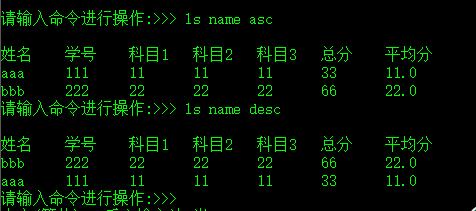 请输入命令进行操作:>>> ls name asc
姓名 学号 科目1 科目2 科目3 总分 平均分
aaa 111 11 11 11 33 11.0
bbb 222 22 22 22 66 22.0
请输入命令进行操作:>>> ls name desc
姓名 学号 科目1 科目2 科目3 总分 平均分
bbb 222 22 22 22 66 22.0
aaa 111 11 11 11 33 11.0
请输入命令进行操作:>>>